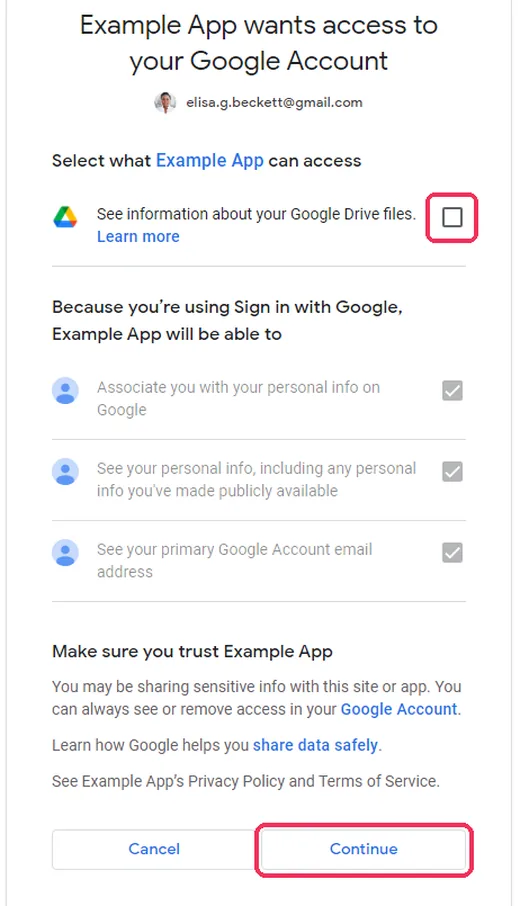 Example App wants access to
your Google Account
elisa.g.beckett@gmail.com
Select what Example App can access
See information about your Google Drive files.
Learn more
Because you're using Sign in with Google,
Example App will be able to
Associate you with your personal info on
Google
See your personal info, including any personal
info you've made publicly available
See your primary Google Account email
address
Make sure you trust Example App
You may be sharing sensitive info with this site or app. You
can always see or remove access in your Google Account.
Learn how Google helps you share data safely.
See Example App's Privacy Policy and Terms of Service.
Cancel
Continue